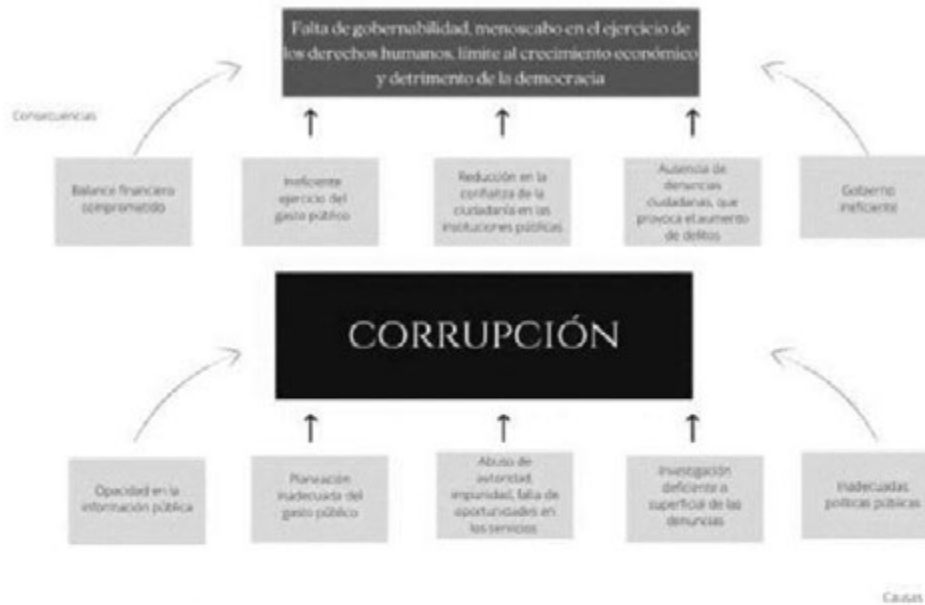 Falta de gobernabilidad, menoscabo en el ejercicio de
los derechos humanos, límite al crecimiento económico
y detrimento de la democracia
Consecuencias
Balance financiero
comprometido
Ineficiente
ejercicio del
gasto público
Reducción en la
confianza de la
ciudadanía en las
instituciones públicas
Ausencia de
denuncias
ciudadanas, que
provoca el aumento
de delitos
Gobierno
ineficiente
CORRUPCIÓN
Opacidad en la
información pública
Planeación
inadecuada del
gasto público
Abuso de
autoridad,
impunidad, falta de
oportunidades en
los servicios
Investigación
deficiente o
superficial de las
denuncias
Inadecuadas
políticas públicas
Causas